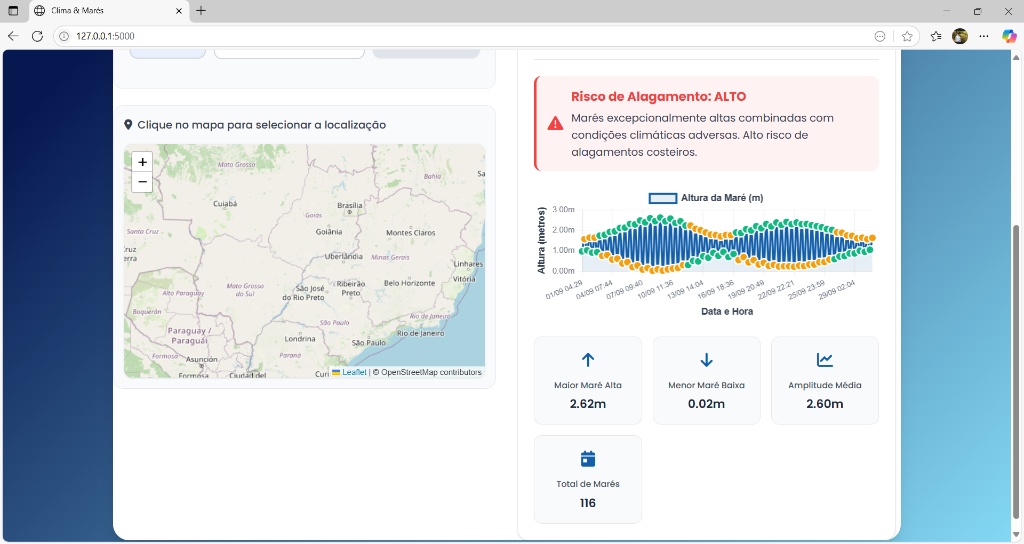 Clima & Marés
127.0.0.1:5000
Clique no mapa para selecionar a localização
+
−
Mato Grosso
Bahia
Cuiabá
Brasília
Montes Claros
Goiás
Santa Cruz
Goiânia
Uberlândia
Minas Gerais
Linhares
Mato Grosso
do Sul
São José
do Rio Preto
Ribeirão
Preto
Belo Horizonte
Vitória
Alto Paraguay
Boquerón
Paraguay /
Paraguái
São Paulo
Rio de Janeiro
Rio de Janeiro
Londrina
São Paulo
Formosa
Asunción
Paraná
Formosa
Ciudad del
Curi
Leaflet | © OpenStreetMap contributors
Risco de Alagamento: ALTO
Marés excepcionalmente altas combinadas com
condições climáticas adversas. Alto risco de
alagamentos costeiros.
Altura da Maré (m)
Altura (metros)
3.00m
2.00m
1.00m
0.00m
01/09 04:29
04/09 07:44
07/09 09:40
10/09 11:36
13/09 14:04
16/09 18:36
19/09 20:49
22/09 22:21
25/09 23:59
29/09 02:04
Data e Hora
Maior Maré Alta
2.62m
Menor Maré Baixa
0.02m
Amplitude Média
2.60m
Total de Marés
116